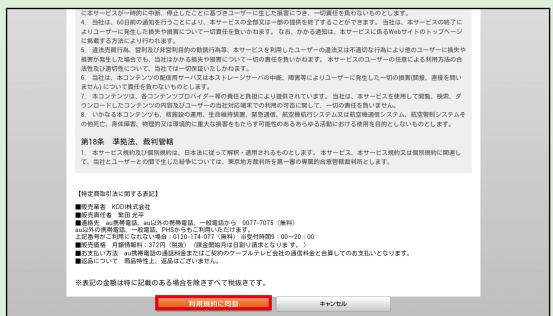 に本サービスが一時的に中断、停止したことに基づきユーザーに生じた損害について、一切責任を負わないものとします。
4. 当社は、60日前の通知を行うことにより、本サービスの全部又は一部の提供を終了することができます。当社は、本サービスの終了に
よりユーザーに発生した損失や損害について一切責任を負いかねます。なお、かかる通知は、本サービスに係るWebサイトのトップページ
に掲載する方法により行われます。
5. 違法売買行為、営利及び非営利目的の勧誘行為等、本サービスを利用したユーザーの違法又は不適切な行為により他のユーザーに損失や
損害が発生した場合でも、当社はかかる損失や損害について一切の責任を負いかねます。本サービスのユーザーの任意による利用方法の合
法性及び適切性について、当社では一切保証いたしかねます。
6. 当社は、本コンテンツの配信用サーバ又はストレージサーバの中断、障害等によりユーザーに発生した一切の損害(間接、直接を問い
ません)について責任を負わないものとします。
7. 本コンテンツは、各コンテンツプロバイダー等の責任と負担により提供されています。当社は、本サービスを使用して閲覧、検索、ダ
ウンロードしたコンテンツの内容及びユーザーの当社対応端末での利用の可否に関して、一切の責任を負いません。
8. いかなる本コンテンツも、核施設の運用、生命維持装置、緊急通信、航空機航行システム又は航空機通信システム、航空管制システムそ
の他死亡、身体障害、物理的又は環境的に重大な損害をもたらす可能性のあるあらゆる活動における使用を目的としないものとします。
第18条 準拠法、裁判管轄
1. 本サービス規約及び個別規約は、日本法に従って解釈・適用されるものとします。本サービス、本サービス規約又は個別規約に関連し
て、当社とユーザーとの間で生じた紛争については、東京地方裁判所を第一審の専属的合意管轄裁判所とします。
【特定商取引法に関する表記】
■販売業者 KDDI株式会社
■販売責任者 繁田 光平
■連絡先 au携帯電話、au以外の携帯電話、一般電話から 0077-7075（無料）
au以外の携帯電話、一般電話、PHSからもご利用いただけます。
上記番号がご利用になれない場合：0120-174-077（無料）※受付時間9：00~20：00
■販売価格 月額情報料：372円（税抜）（課金開始月は日割り請求となります。）
■お支払い方法 au携帯電話の通話料金またはご契約のケーブルテレビ会社の通信料金と合算してのお支払いとなります。
■返品について 商品特性上、返品はございません。
※表記の金額は特に記載のある場合を除きすべて税抜きです。
利用規約に同意
キャンセル